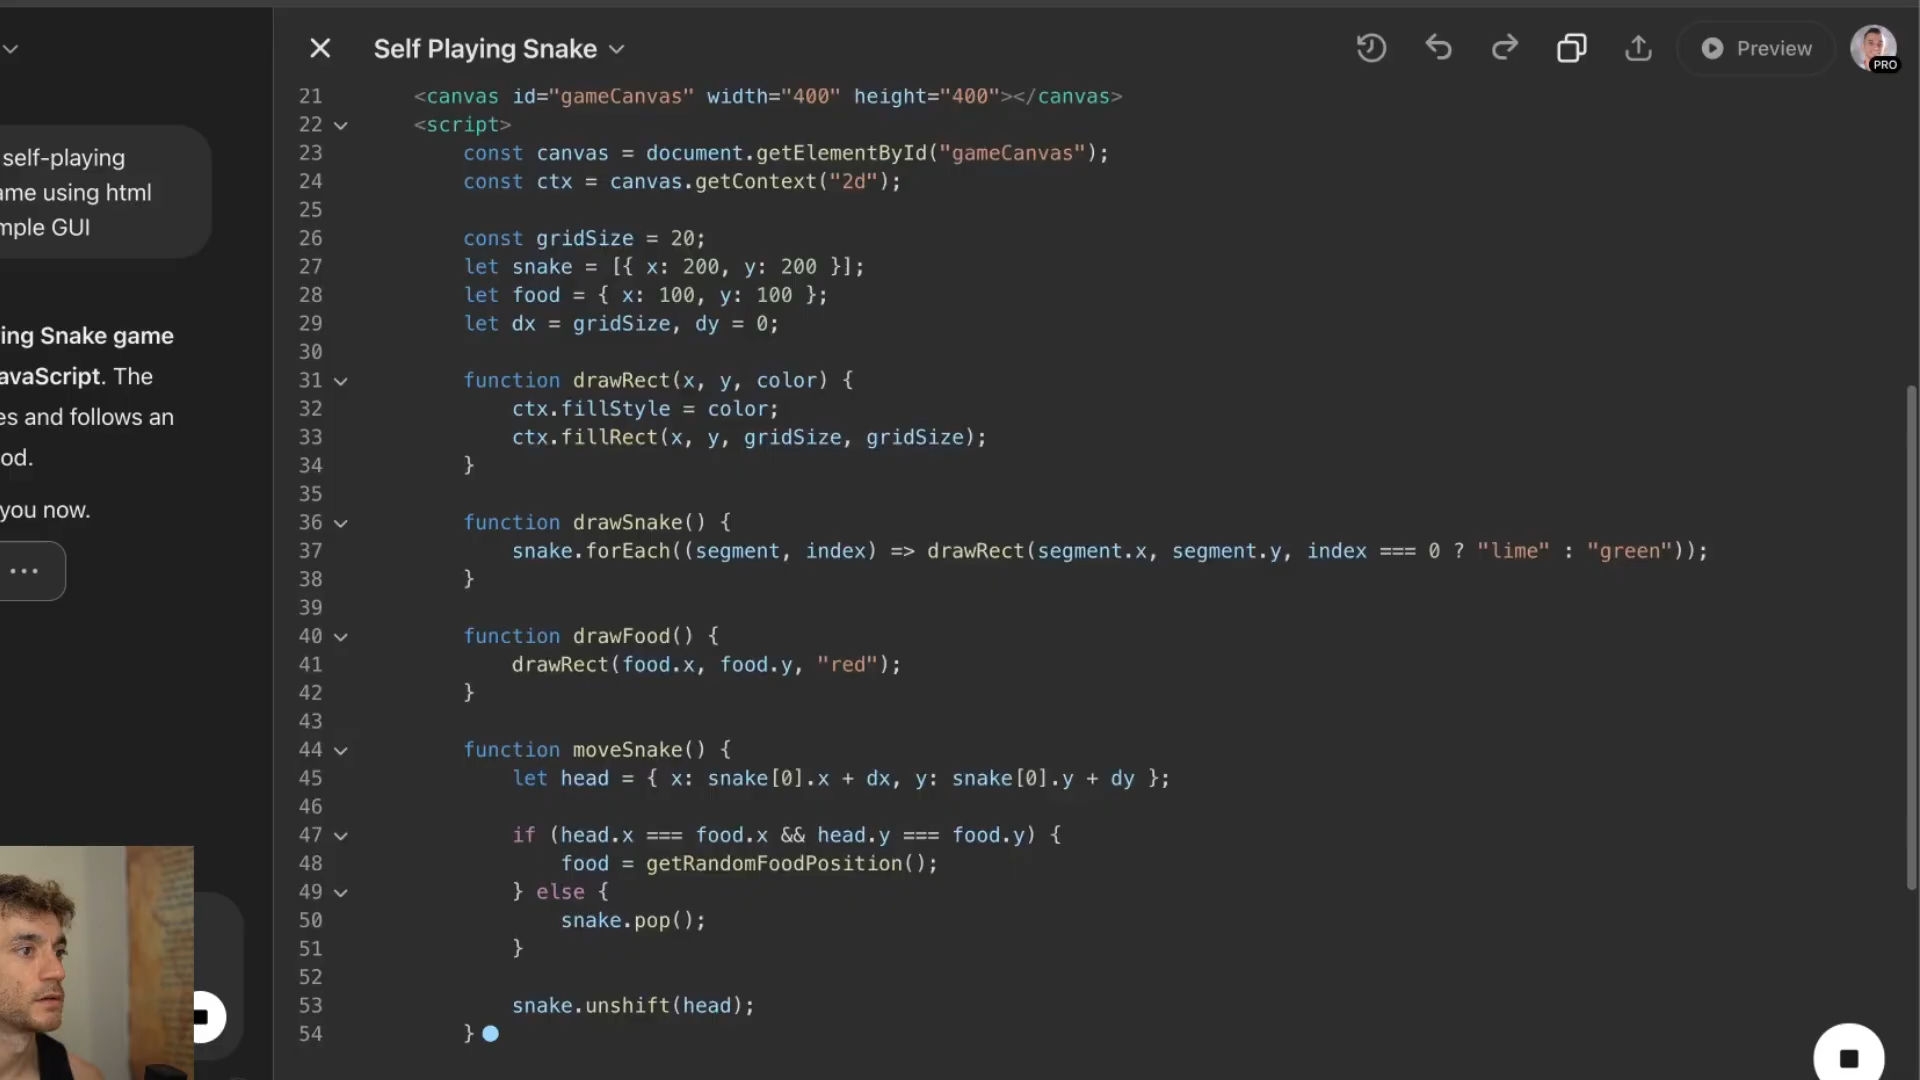 Self Playing Snake
Preview
PRO
self-playing
ame using html
mple GUI
ing Snake game
avaScript. The
es and follows an
od.
you now.
21 <canvas id="gameCanvas" width="400" height="400"></canvas>
22 <script>
23 const canvas = document.getElementById("gameCanvas");
24 const ctx = canvas.getContext("2d");
25
26 const gridSize = 20;
27 let snake = [{ x: 200, y: 200 }];
28 let food = { x: 100, y: 100 };
29 let dx = gridSize, dy = 0;
30
31 function drawRect(x, y, color) {
32 ctx.fillStyle = color;
33 ctx.fillRect(x, y, gridSize, gridSize);
34 }
35
36 function drawSnake() {
37 snake.forEach((segment, index) => drawRect(segment.x, segment.y, index === 0 ? "lime" : "green"));
38 }
39
40 function drawFood() {
41 drawRect(food.x, food.y, "red");
42 }
43
44 function moveSnake() {
45 let head = { x: snake[0].x + dx, y: snake[0].y + dy };
46
47 if (head.x === food.x && head.y === food.y) {
48 food = getRandomFoodPosition();
49 } else {
50 snake.pop();
51 }
52
53 snake.unshift(head);
54 }